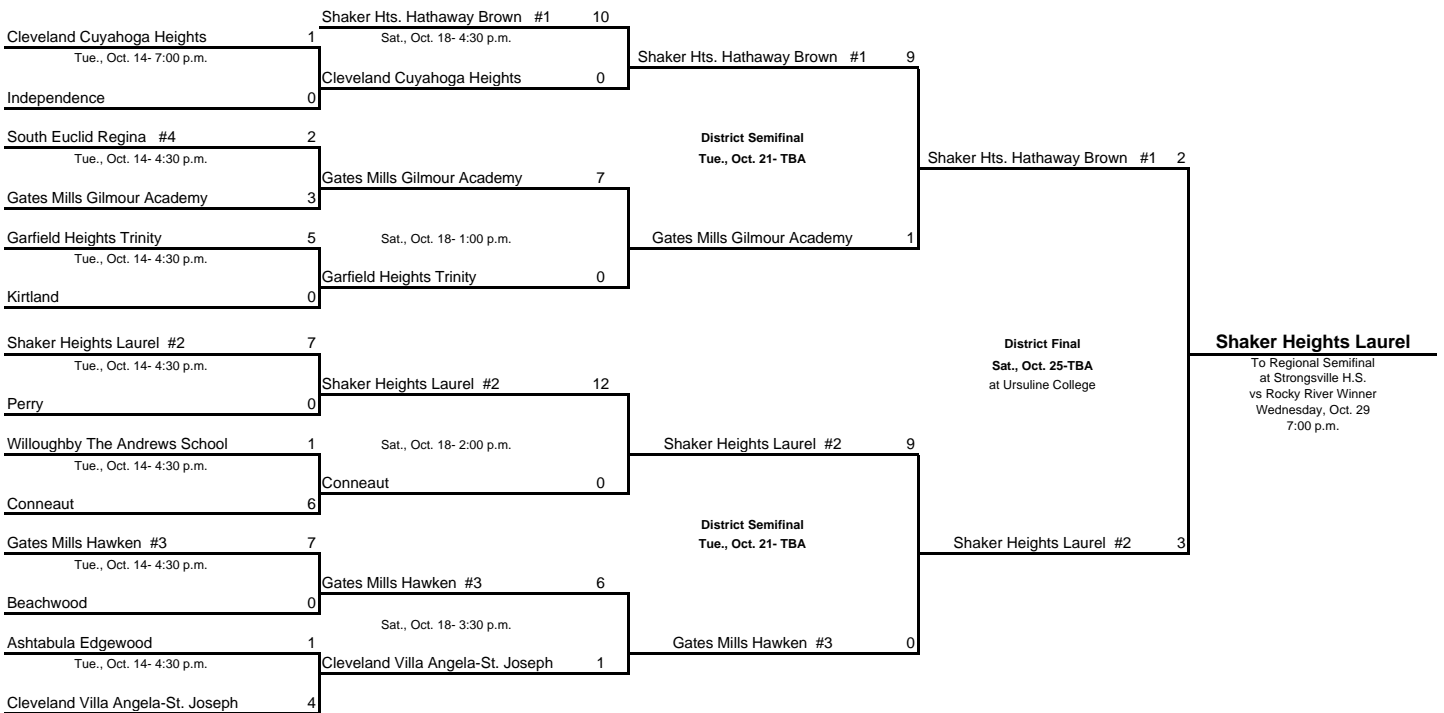 Shaker Hts. Hathaway Brown #1 10
Cleveland Cuyahoga Heights 1
Sat., Oct. 18- 4:30 p.m.
Tue., Oct. 14- 7:00 p.m.
Shaker Hts. Hathaway Brown #1 9
Cleveland Cuyahoga Heights 0
Independence 0
South Euclid Regina #4 2
District Semifinal
Tue., Oct. 14- 4:30 p.m.
Tue., Oct. 21- TBA
Shaker Hts. Hathaway Brown #1 2
Gates Mills Gilmour Academy 7
Gates Mills Gilmour Academy 3
Garfield Heights Trinity 5
Sat., Oct. 18- 1:00 p.m.
Gates Mills Gilmour Academy 1
Tue., Oct. 14- 4:30 p.m.
Garfield Heights Trinity 0
Kirtland 0
Shaker Heights Laurel #2 7
District Final
Shaker Heights Laurel
Tue., Oct. 14- 4:30 p.m.
Sat., Oct. 25-TBA
To Regional Semifinal
at Strongsville H.S.
Shaker Heights Laurel #2 12
at Ursuline College
vs Rocky River Winner
Perry 0
Wednesday, Oct. 29
7:00 p.m.
Willoughby The Andrews School 1
Sat., Oct. 18- 2:00 p.m.
Shaker Heights Laurel #2 9
Tue., Oct. 14- 4:30 p.m.
Conneaut 0
Conneaut 6
District Semifinal
Gates Mills Hawken #3 7
Tue., Oct. 21- TBA
Shaker Heights Laurel #2 3
Tue., Oct. 14- 4:30 p.m.
Gates Mills Hawken #3 6
Beachwood 0
Sat., Oct. 18- 3:30 p.m.
Ashtabula Edgewood 1
Gates Mills Hawken #3 0
Tue., Oct. 14- 4:30 p.m.
Cleveland Villa Angela-St. Joseph 1
Cleveland Villa Angela-St. Joseph 4